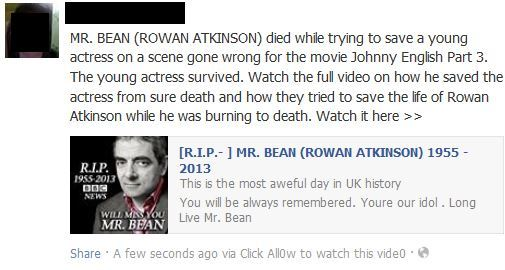 MR. BEAN (ROWAN ATKINSON) died while trying to save a young
actress on a scene gone wrong for the movie Johnny English Part 3.
The young actress survived. Watch the full video on how he saved the
actress from sure death and how they tried to save the life of Rowan
Atkinson while he was burning to death. Watch it here >>
R.I.P.
1955-2013
BBC
NEWS
WILL MISS YOU
MR. BEAN
[R.I.P.- ] MR. BEAN (ROWAN ATKINSON) 1955 -
2013
This is the most aweful day in UK history
You will be always remembered. Youre our idol . Long
Live Mr. Bean
Share · A few seconds ago via Click All0w to watch this vide0 ·